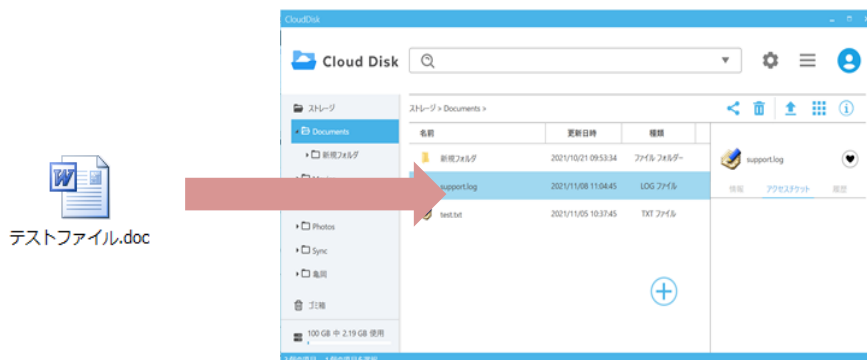 CloudDisk
Cloud Disk
ストレージ
ストレージ > Documents >
Documents
名前 更新日時 種類
新規フォルダ
新規フォルダ 2021/10/21 09:53:34 ファイル フォルダー
support.log
support.log 2021/11/08 11:04:45 LOG ファイル
情報 アクセスチケット 履歴
test.txt 2021/11/05 10:37:45 TXT ファイル
Photos
テストファイル.doc
Sync
亀岡
ゴミ箱
100 GB 中 2.19 GB 使用